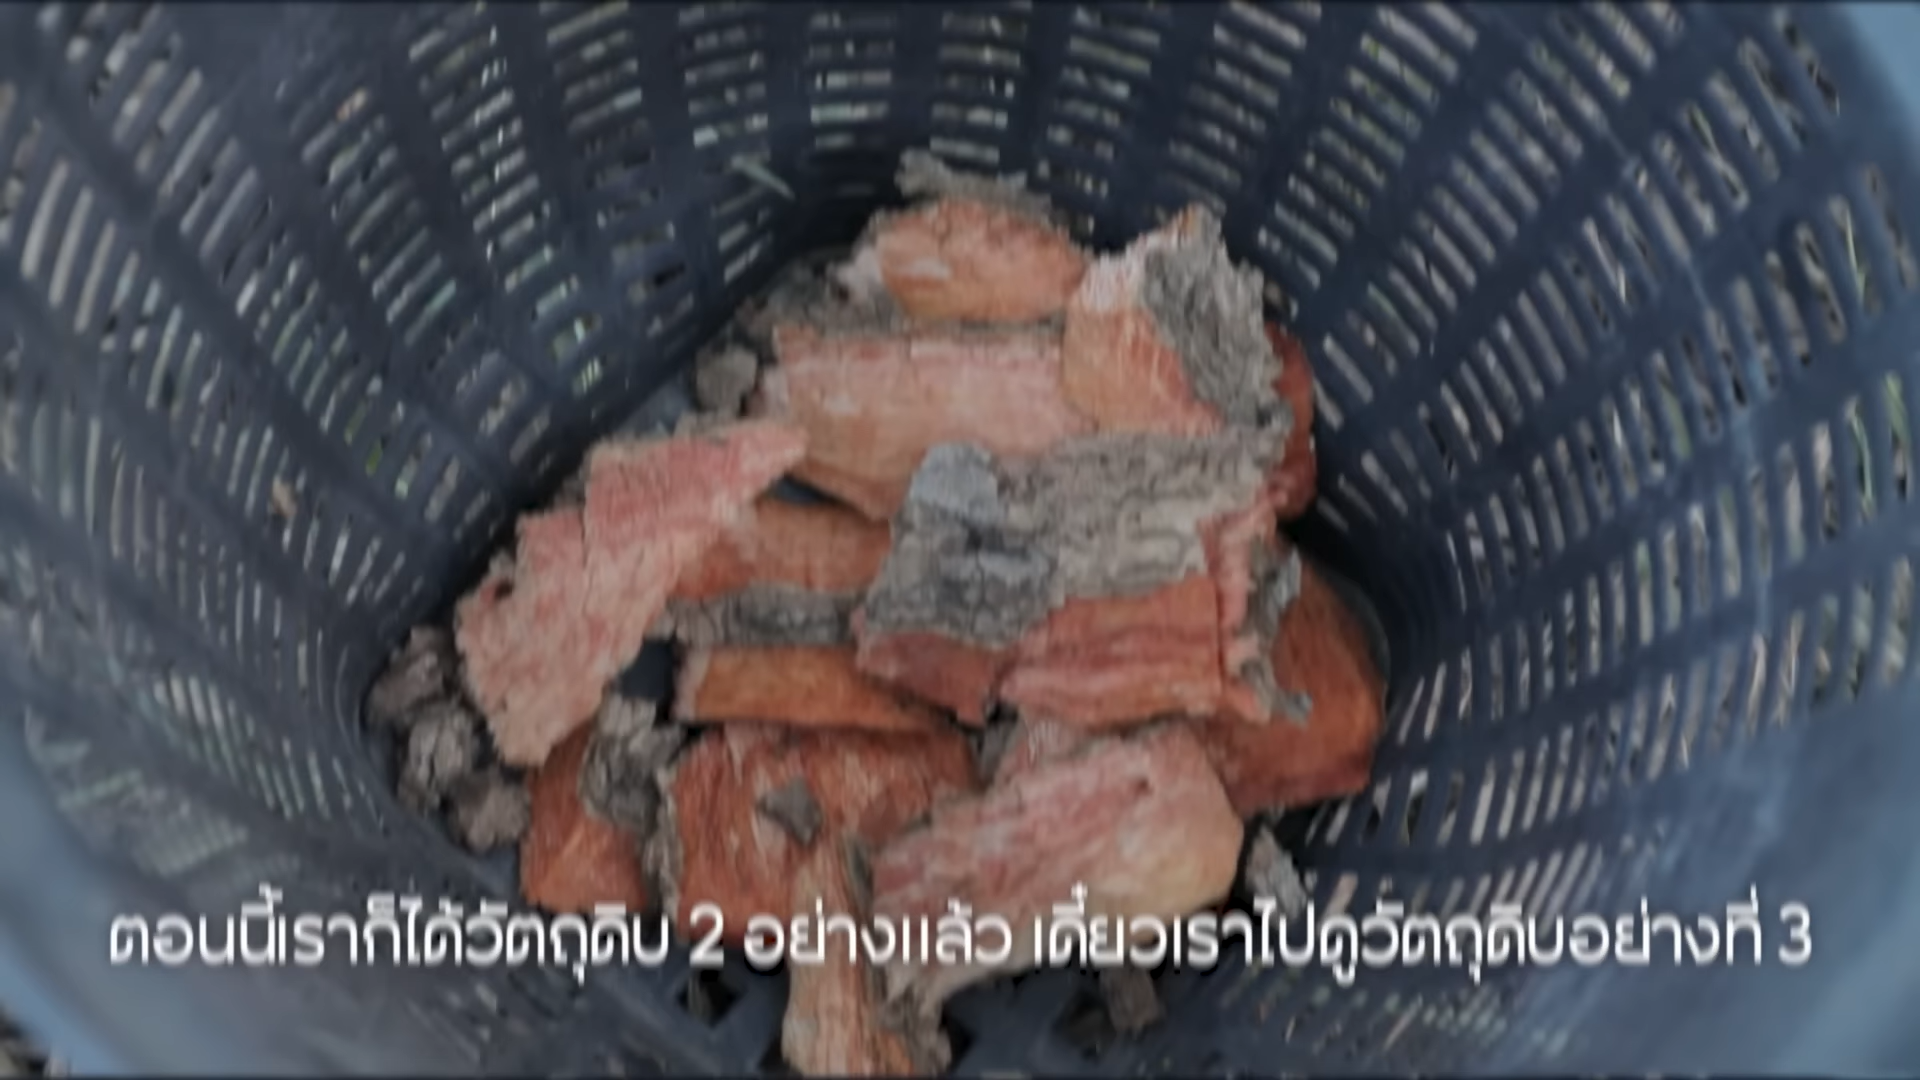 ตอนนี้เราก็ได้วัตถุดิบ 2 อย่างแล้ว เดี๋ยวเราไปดูวัตถุดิบอย่างที่ 3